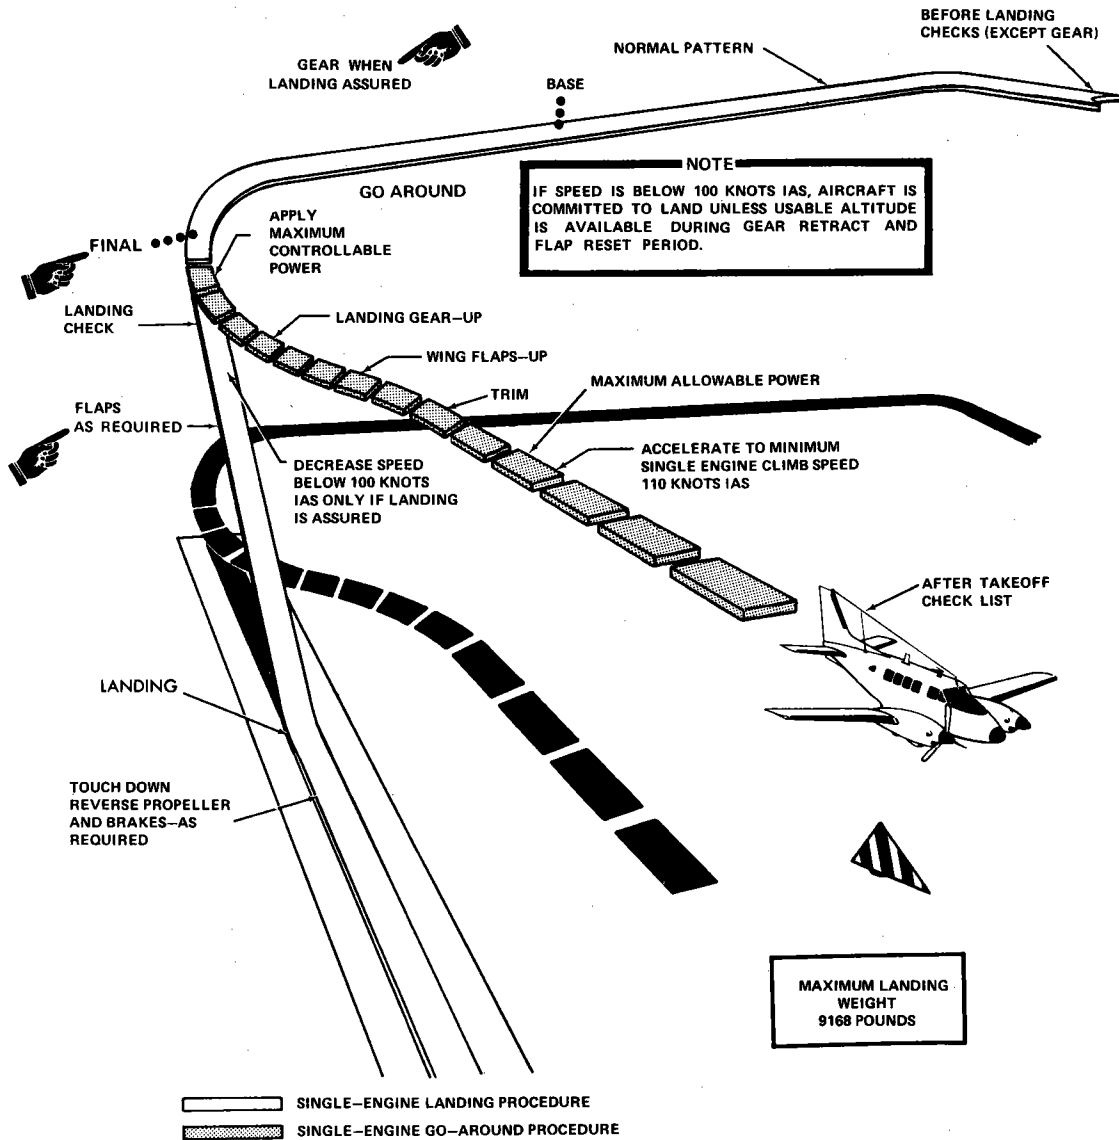 BEFORE LANDING
CHECKS (EXCEPT GEAR)
NORMAL PATTERN
GEAR WHEN
LANDING ASSURED
BASE
NOTE
IF SPEED IS BELOW 100 KNOTS IAS, AIRCRAFT IS
COMMITTED TO LAND UNLESS USABLE ALTITUDE
IS AVAILABLE DURING GEAR RETRACT AND
FLAP RESET PERIOD.
GO AROUND
APPLY
MAXIMUM
CONTROLLABLE
POWER
FINAL
LANDING
CHECK
LANDING GEAR–UP
WING FLAPS–UP
MAXIMUM ALLOWABLE POWER
TRIM
FLAPS
AS REQUIRED
DECREASE SPEED
BELOW 100 KNOTS
IAS ONLY IF LANDING
IS ASSURED
ACCELERATE TO MINIMUM
SINGLE ENGINE CLIMB SPEED
110 KNOTS IAS
AFTER TAKEOFF
CHECK LIST
LANDING
TOUCH DOWN
REVERSE PROPELLER
AND BRAKES–AS
REQUIRED
MAXIMUM LANDING
WEIGHT
9168 POUNDS
SINGLE–ENGINE LANDING PROCEDURE
SINGLE–ENGINE GO–AROUND PROCEDURE